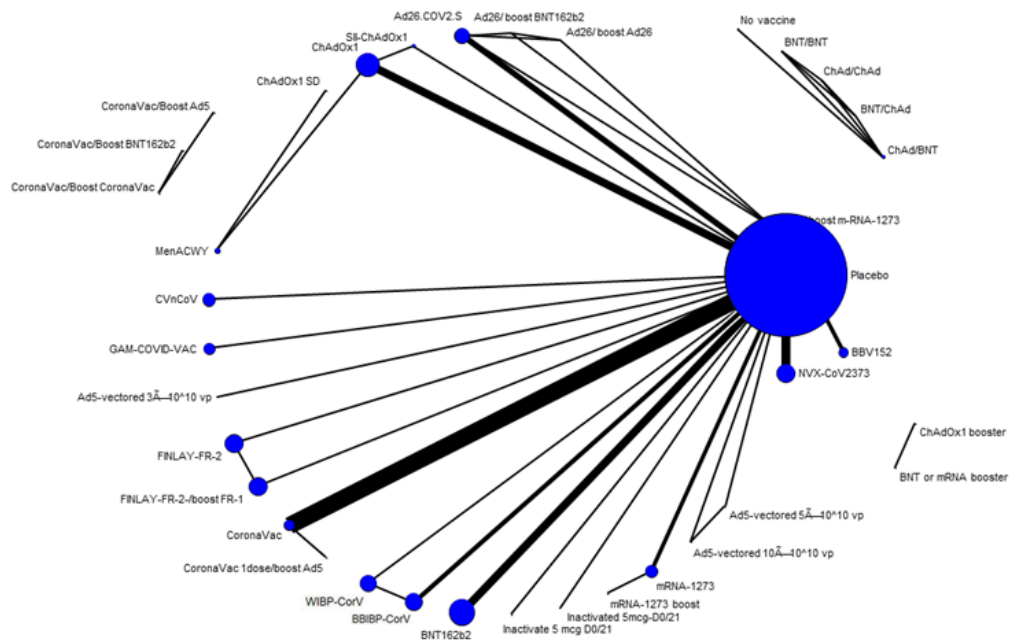 No vaccine
BNT/BNT
ChAd/ChAd
BNT/ChAd
ChAd/BNT
Ad26.COV2.S
Ad26/ boost BNT162b2
Ad26/ boost Ad26
SII-ChAdOx1
ChAdOx1
ChAdOx1 SD
CoronaVac/Boost Ad5
CoronaVac/Boost BNT162b2
CoronaVac/Boost CoronaVac
MenACWY
CVnCoV
GAM-COVID-VAC
Ad5-vectored 3Ã—10^10 vp
FINLAY-FR-2
FINLAY-FR-2-/boost FR-1
CoronaVac
CoronaVac 1dose/boost Ad5
WIBP-CorV
BBIBP-CorV
BNT162b2
Inactivate 5 mcg D0/21
Inactivated 5mcg-D0/21
mRNA-1273 boost
mRNA-1273
Ad5-vectored 10Ã—10^10 vp
Ad5-vectored 5Ã—10^10 vp
BNT or mRNA booster
ChAdOx1 booster
NVX-CoV2373
BBV152
Placebo
boost m-RNA-1273